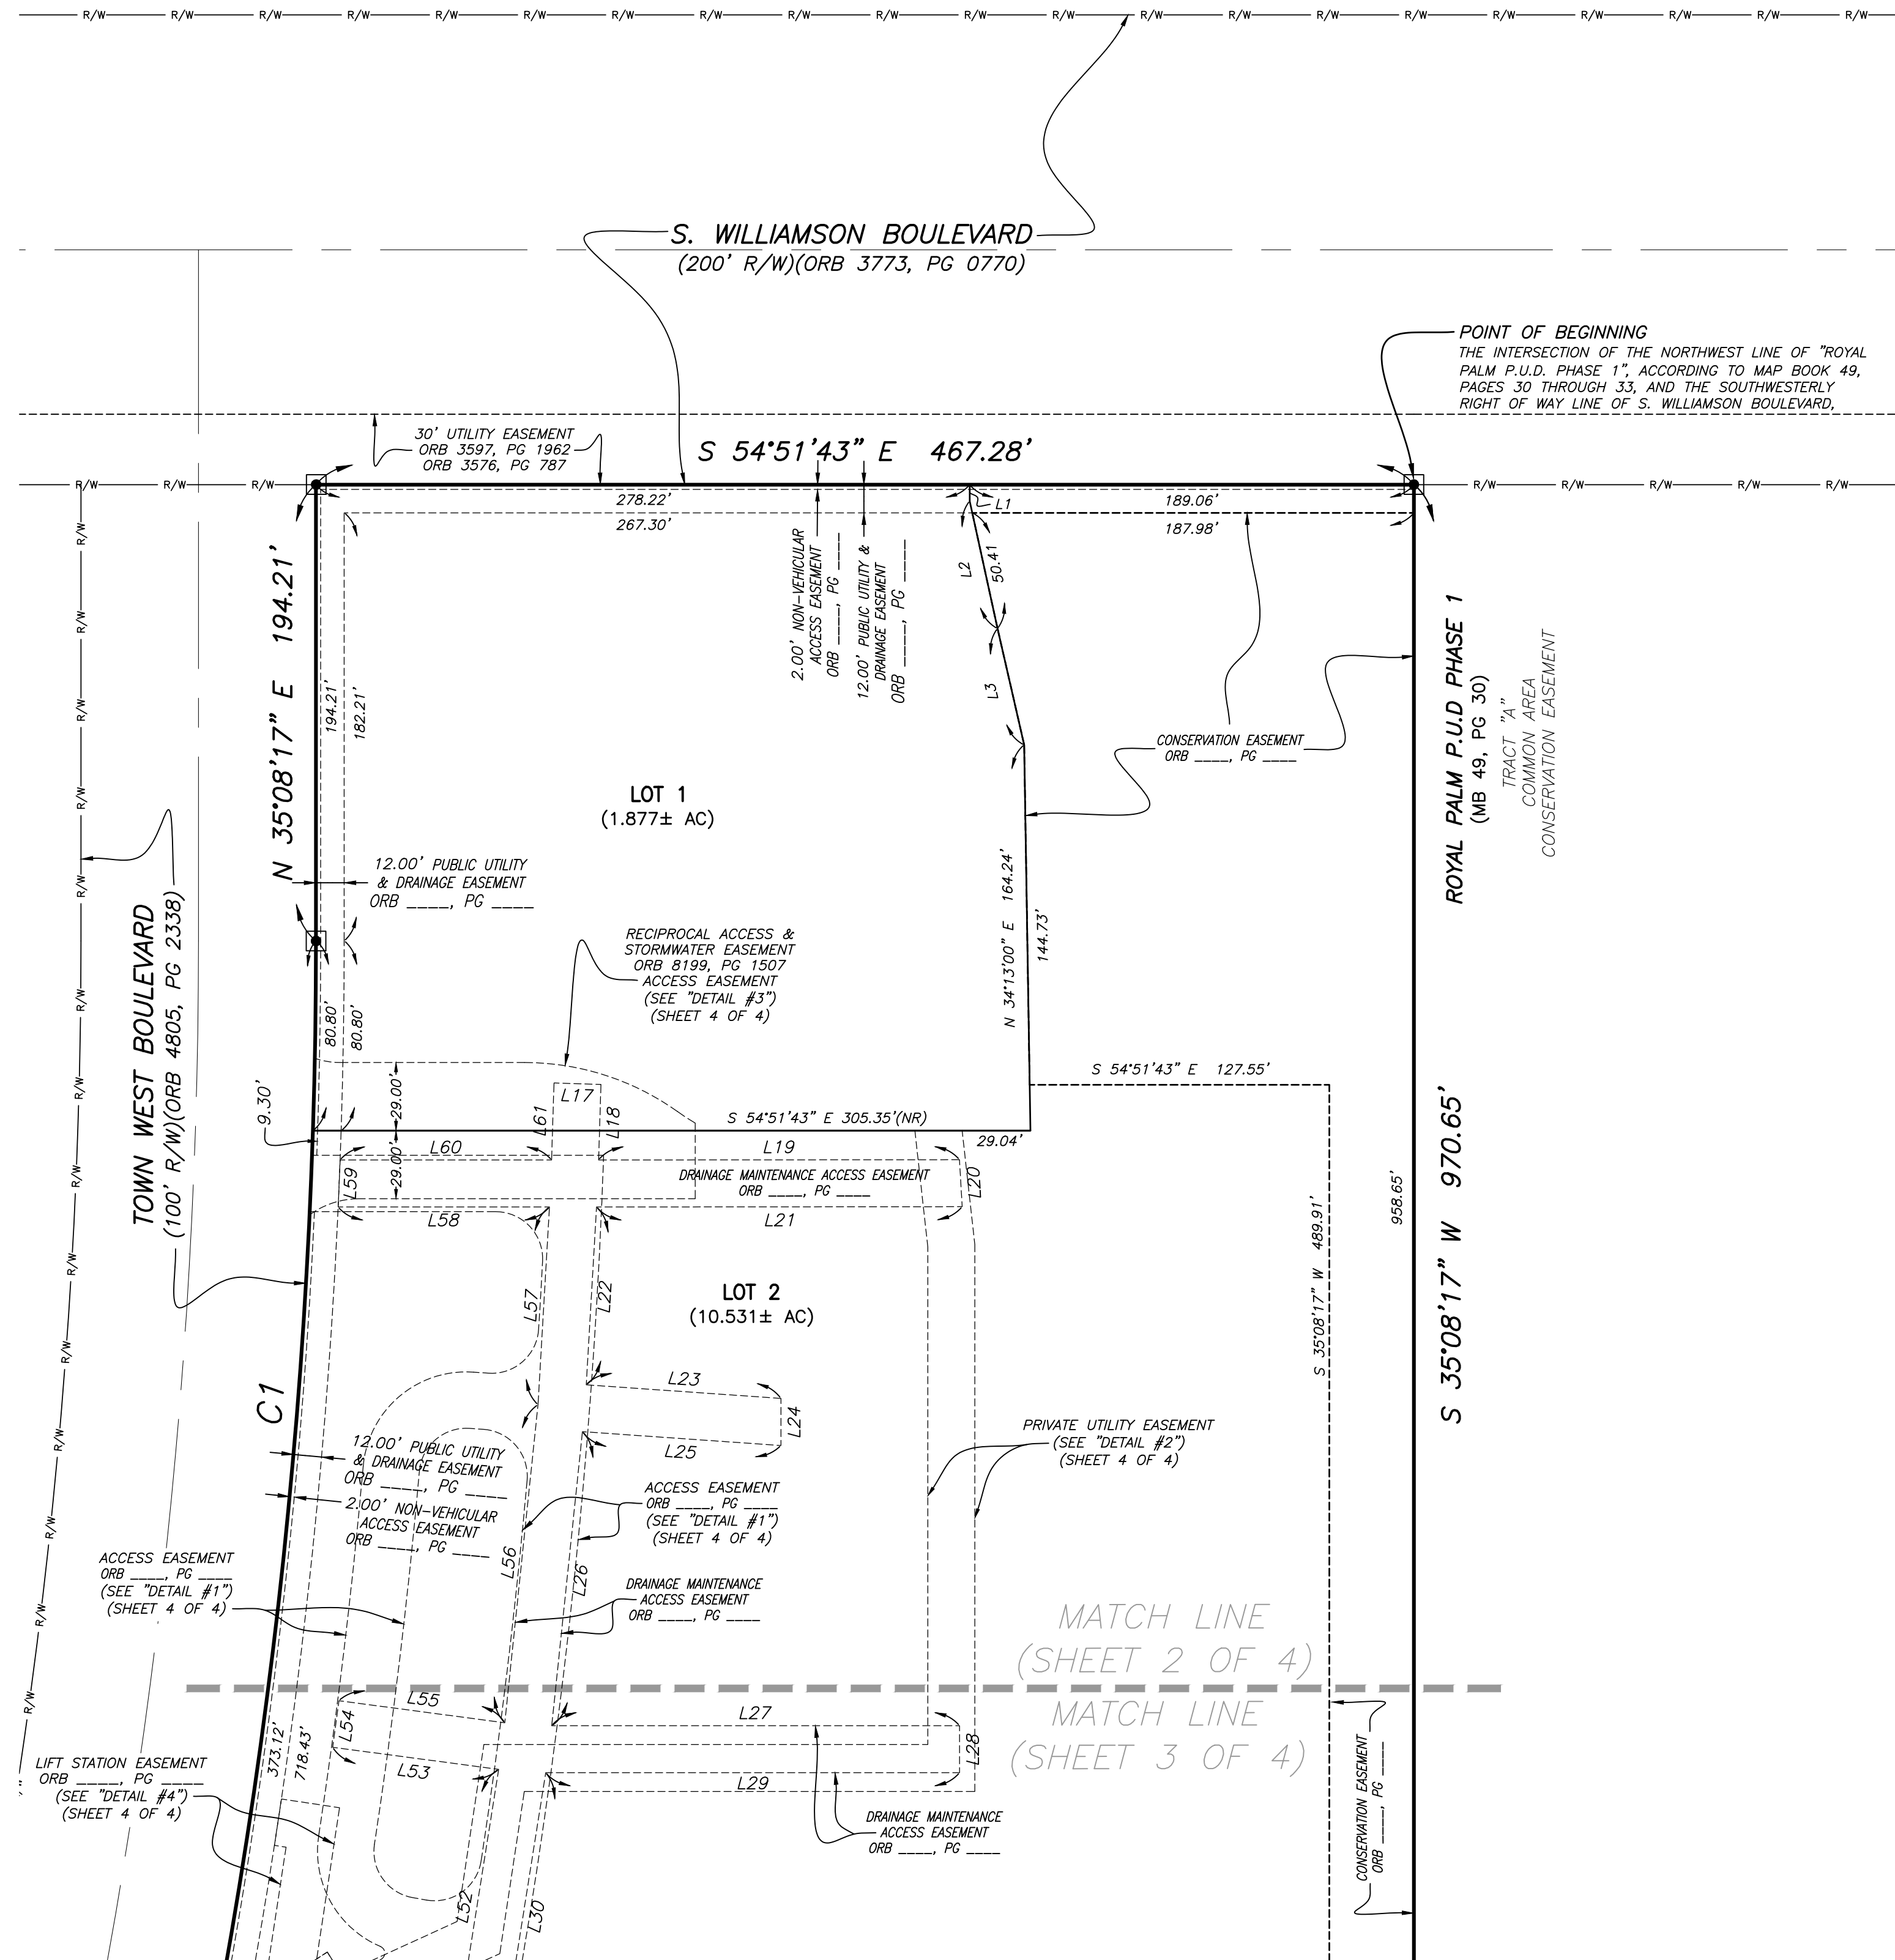 R/W R/W R/W R/W R/W R/W R/W R/W R/W R/W R/W R/W R/W R/W R/W R/W R/W R/W R/W R/W R/W
S. WILLIAMSON BOULEVARD
(200' R/W)(ORB 3773, PG 0770)
POINT OF BEGINNING
THE INTERSECTION OF THE NORTHWEST LINE OF "ROYAL
PALM P.U.D. PHASE 1", ACCORDING TO MAP BOOK 49,
PAGES 30 THROUGH 33, AND THE SOUTHWESTERLY
RIGHT OF WAY LINE OF S. WILLIAMSON BOULEVARD,
30' UTILITY EASEMENT
ORB 3597, PG 1962
ORB 3576, PG 787
S 54°51'43" E 467.28'
R/W R/W R/W
R/W R/W R/W R/W R/W
278.22'
L1
189.06'
267.30'
187.98'
2.00' NON-VEHICULAR
ACCESS EASEMENT
ORB ____, PG ____
12.00' PUBLIC UTILITY &
DRAINAGE EASEMENT
ORB ____, PG ____
L2
50.41
L3
N 35°08'17" E 194.21'
194.21'
182.21'
R/W R/W R/W R/W R/W R/W R/W R/W R/W R/W R/W R/W R/W R/W
ROYAL PALM P.U.D PHASE 1
(MB 49, PG 30)
TRACT "A"
COMMON AREA
CONSERVATION EASEMENT
CONSERVATION EASEMENT
ORB ____, PG ____
LOT 1
(1.877± AC)
12.00' PUBLIC UTILITY
& DRAINAGE EASEMENT
ORB ____, PG ____
TOWN WEST BOULEVARD
(100' R/W)(ORB 4805, PG 2338)
RECIPROCAL ACCESS &
STORMWATER EASEMENT
ORB 8199, PG 1507
ACCESS EASEMENT
(SEE "DETAIL #3")
(SHEET 4 OF 4)
N 34°13'00" E 164.24'
144.73'
80.80'
80.80'
S 54°51'43" E 127.55'
9.30'
29.00'
29.00'
L17
L61
L18
S 54°51'43" E 305.35'(NR)
29.04'
L60
L19
L59
DRAINAGE MAINTENANCE ACCESS EASEMENT
ORB ____, PG ____
L20
L58
L21
S 35°08'17" W 489.91'
958.65'
S 35°08'17" W 970.65'
L57
L22
LOT 2
(10.531± AC)
C1
L23
L24
L25
12.00' PUBLIC UTILITY
& DRAINAGE EASEMENT
ORB ____, PG ____
2.00' NON-VEHICULAR
ACCESS EASEMENT
ORB ____, PG ____
PRIVATE UTILITY EASEMENT
(SEE "DETAIL #2")
(SHEET 4 OF 4)
ACCESS EASEMENT
ORB ____, PG ____
(SEE "DETAIL #1")
(SHEET 4 OF 4)
ACCESS EASEMENT
ORB ____, PG ____
(SEE "DETAIL #1")
(SHEET 4 OF 4)
L56
L26
DRAINAGE MAINTENANCE
ACCESS EASEMENT
ORB ____, PG ____
MATCH LINE
(SHEET 2 OF 4)
MATCH LINE
(SHEET 3 OF 4)
L55
L54
L53
L27
L28
L29
373.12'
718.43'
LIFT STATION EASEMENT
ORB ____, PG ____
(SEE "DETAIL #4")
(SHEET 4 OF 4)
DRAINAGE MAINTENANCE
ACCESS EASEMENT
ORB ____, PG ____
CONSERVATION EASEMENT
ORB ____, PG ____
L52
L30